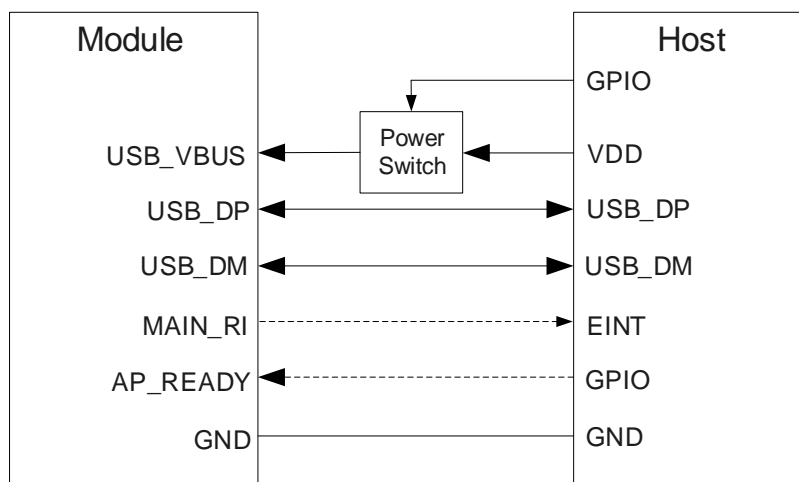 Module
Host
GPIO
Power
Switch
USB_VBUS
VDD
USB_DP
USB_DP
USB_DM
USB_DM
MAIN_RI
EINT
AP_READY
GPIO
GND
GND